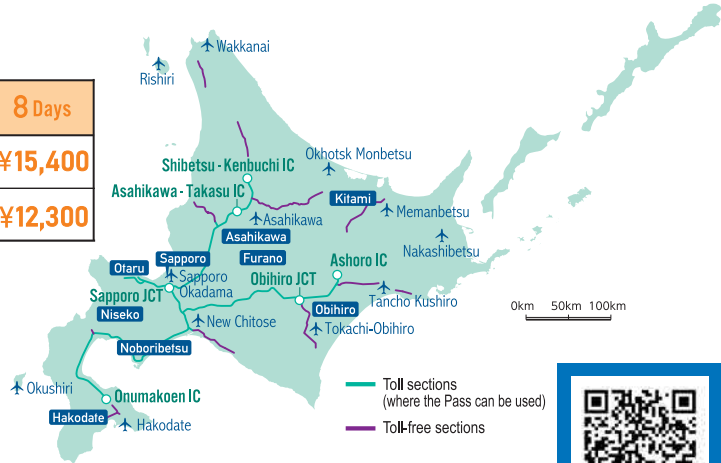 8 Days
¥15,400
¥12,300
Wakkanai
Rishiri
Shibetsu - Kenbuchi IC
Okhotsk Monbetsu
Asahikawa - Takasu IC
Kitami
Memanbetsu
Asahikawa
Asahikawa
Nakashibetsu
Sapporo
Furano
Ashoro IC
Otaru
Sapporo
Okadama
Obihiro JCT
Sapporo JCT
Niseko
Obihiro
Tancho Kushiro
New Chitose
Tokachi-Obihiro
0km 50km 100km
Noboribetsu
Okushiri
Onumakoen IC
Hakodate
Hakodate
Toll sections
(where the Pass can be used)
Toll-free sections